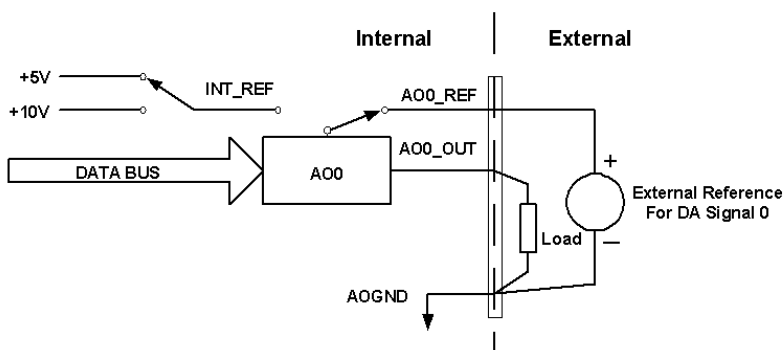 Internal
External
+5V
INT_REF
AO0_REF
+10V
AO0_OUT
DATA BUS
AO0
+
External Reference
For DA Signal 0
Load
—
AOGND